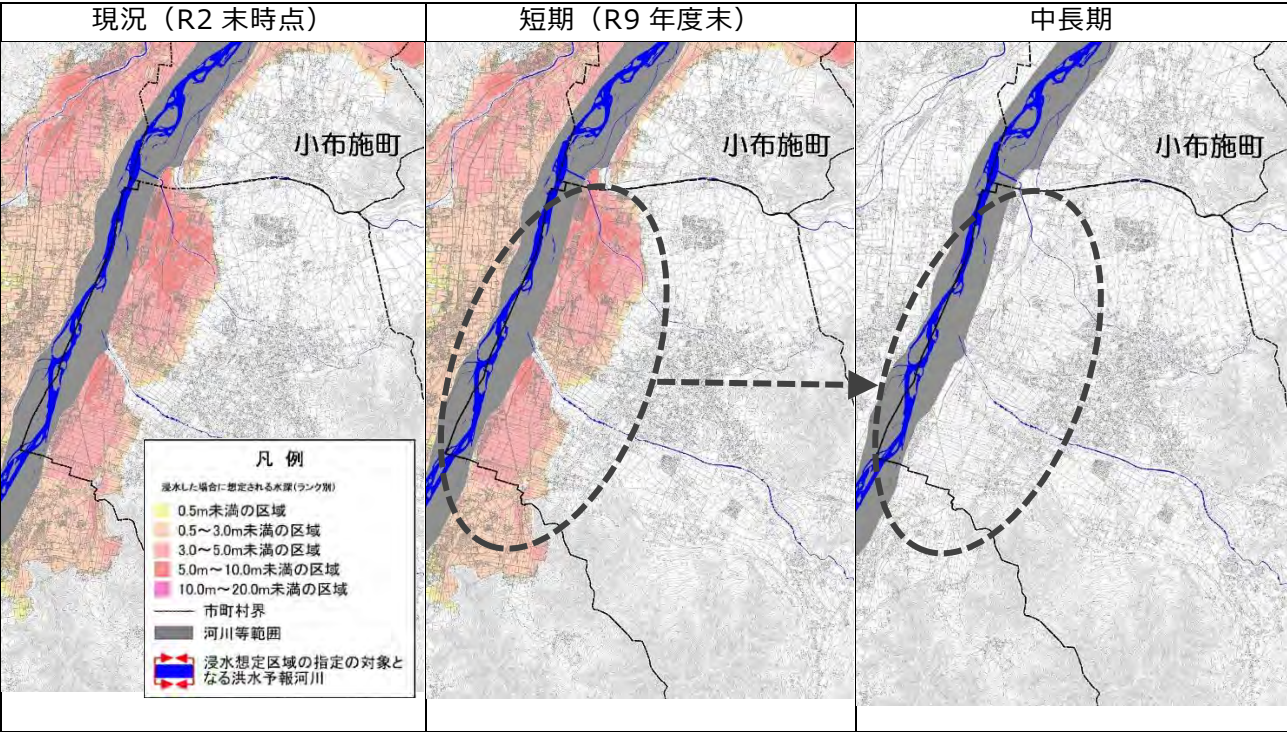 現況（R2 末時点）
短期（R9 年度末）
中長期
小布施町
小布施町
小布施町
凡 例
浸水した場合に想定される水深(ランク別)
0.5m未満の区域
0.5～3.0m未満の区域
3.0～5.0m未満の区域
5.0m～10.0m未満の区域
10.0m～20.0m未満の区域
市町村界
河川等範囲
浸水想定区域の指定の対象と
なる洪水予報河川